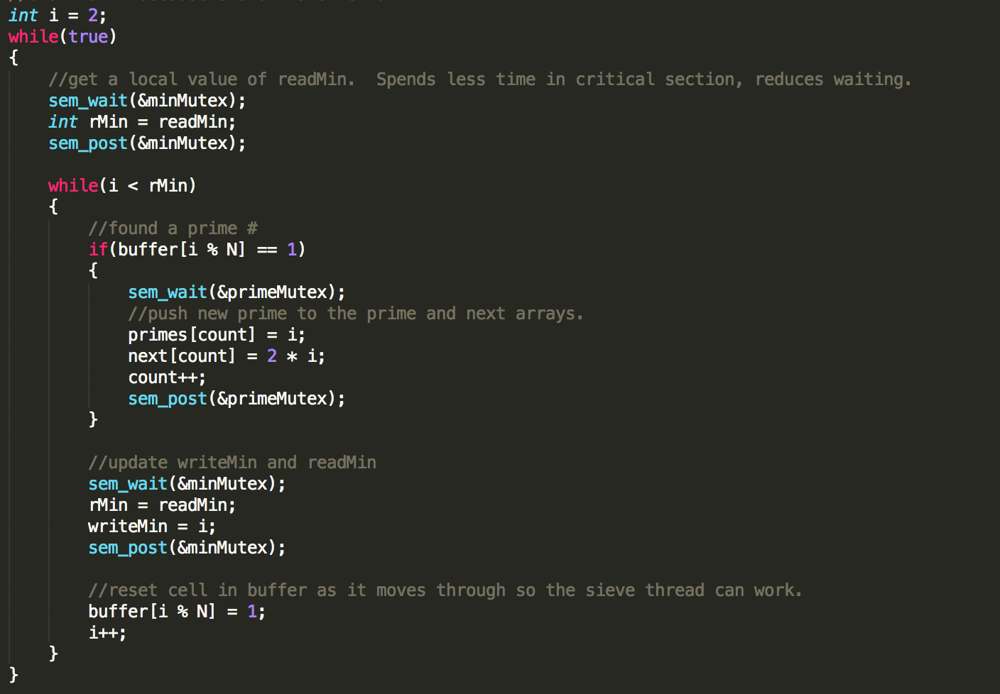 int i = 2;
while(true)
{
    //get a local value of readMin.  Spends less time in critical section, reduces waiting.
    sem_wait(&minMutex);
    int rMin = readMin;
    sem_post(&minMutex);

    while(i < rMin)
    {
        //found a prime #
        if(buffer[i % N] == 1)
        {
            sem_wait(&primeMutex);
            //push new prime to the prime and next arrays.
            primes[count] = i;
            next[count] = 2 * i;
            count++;
            sem_post(&primeMutex);
        }

        //update writeMin and readMin
        sem_wait(&minMutex);
        rMin = readMin;
        writeMin = i;
        sem_post(&minMutex);

        //reset cell in buffer as it moves through so the sieve thread can work.
        buffer[i % N] = 1;
        i++;
    }
}